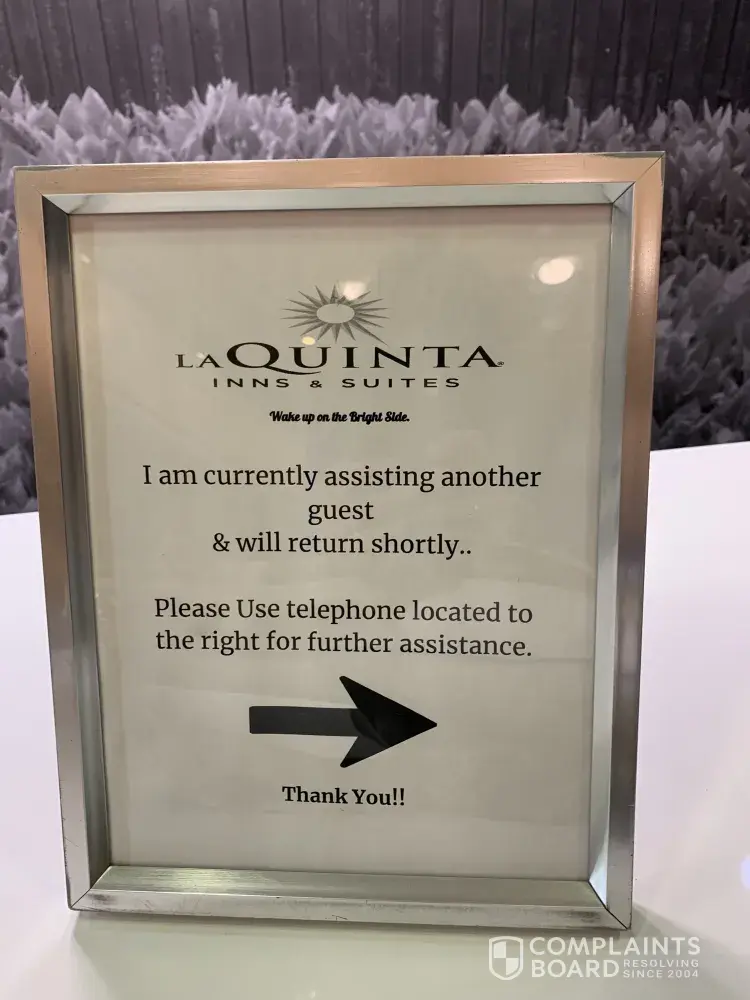 LA QUINTA®
INNS & SUITES
Wake up on the Bright Side.
I am currently assisting another
guest
& will return shortly..
Please Use telephone located to
the right for further assistance.
Thank You!!
COMPLAINTS
BOARD RESOLVING
SINCE 2004